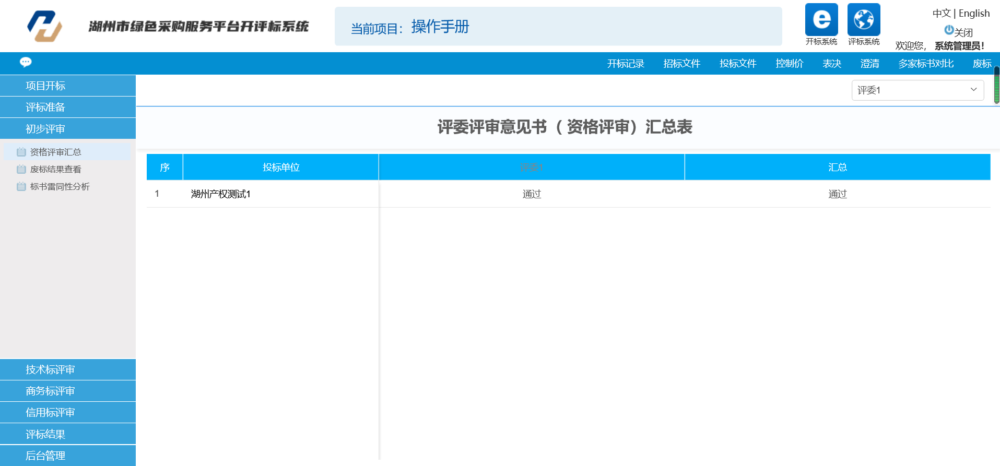 湖州市绿色采购服务平台开评标系统
当前项目：操作手册
开标系统
评标系统
中文 | English
关闭
欢迎您，系统管理员！
开标记录 招标文件 投标文件 控制价 表决 澄清 多家标书对比 废标
项目开标
评标准备
初步评审
资格评审汇总
废标结果查看
标书雷同性分析
技术标评审
商务标评审
信用标评审
评标结果
后台管理
评委1
评委评审意见书（ 资格评审）汇总表
序 投标单位 评委1 汇总
1 湖州产权测试1 通过 通过